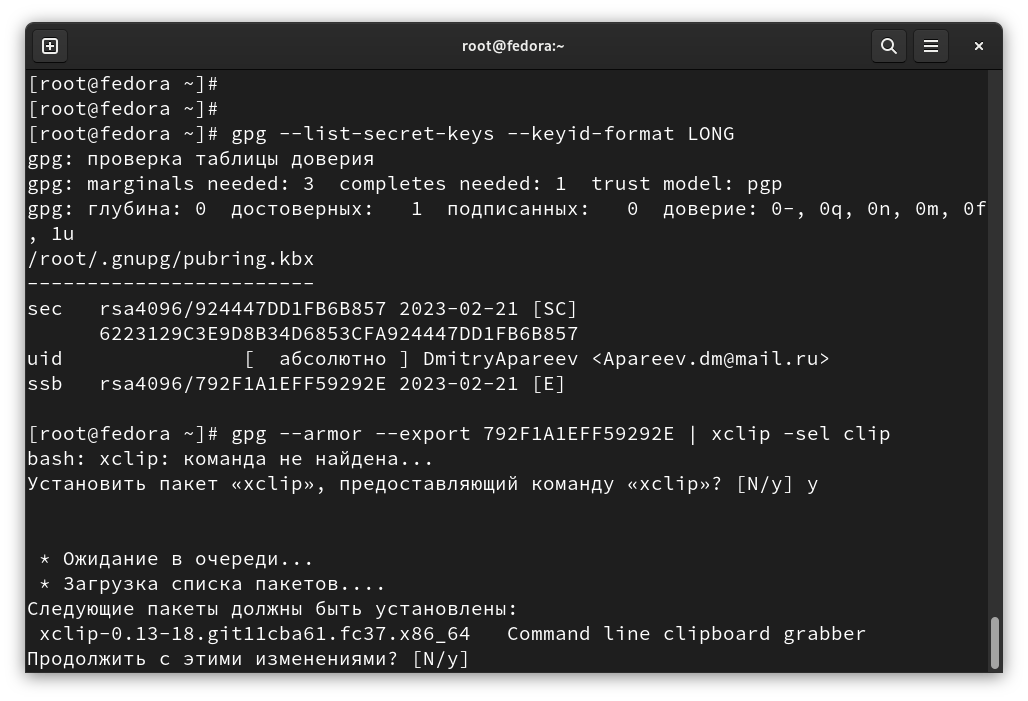 root@fedora:~
[root@fedora ~]#
[root@fedora ~]#
[root@fedora ~]# gpg --list-secret-keys --keyid-format LONG
gpg: проверка таблицы доверия
gpg: marginals needed: 3  completes needed: 1  trust model: pgp
gpg: глубина: 0  достоверных:   1  подписанных:   0  доверие: 0-, 0q, 0n, 0m, 0f
, 1u
/root/.gnupg/pubring.kbx
------------------------
sec   rsa4096/924447DD1FB6B857 2023-02-21 [SC]
      6223129C3E9D8B34D6853CFA924447DD1FB6B857
uid               [  абсолютно ] DmitryApareev <Apareev.dm@mail.ru>
ssb   rsa4096/792F1A1EFF59292E 2023-02-21 [E]
[root@fedora ~]# gpg --armor --export 792F1A1EFF59292E | xclip -sel clip
bash: xclip: команда не найдена...
Установить пакет «xclip», предоставляющий команду «xclip»? [N/y] y
 * Ожидание в очереди...
 * Загрузка списка пакетов....
Следующие пакеты должны быть установлены:
 xclip-0.13-18.git11cba61.fc37.x86_64   Command line clipboard grabber
Продолжить с этими изменениями? [N/y]